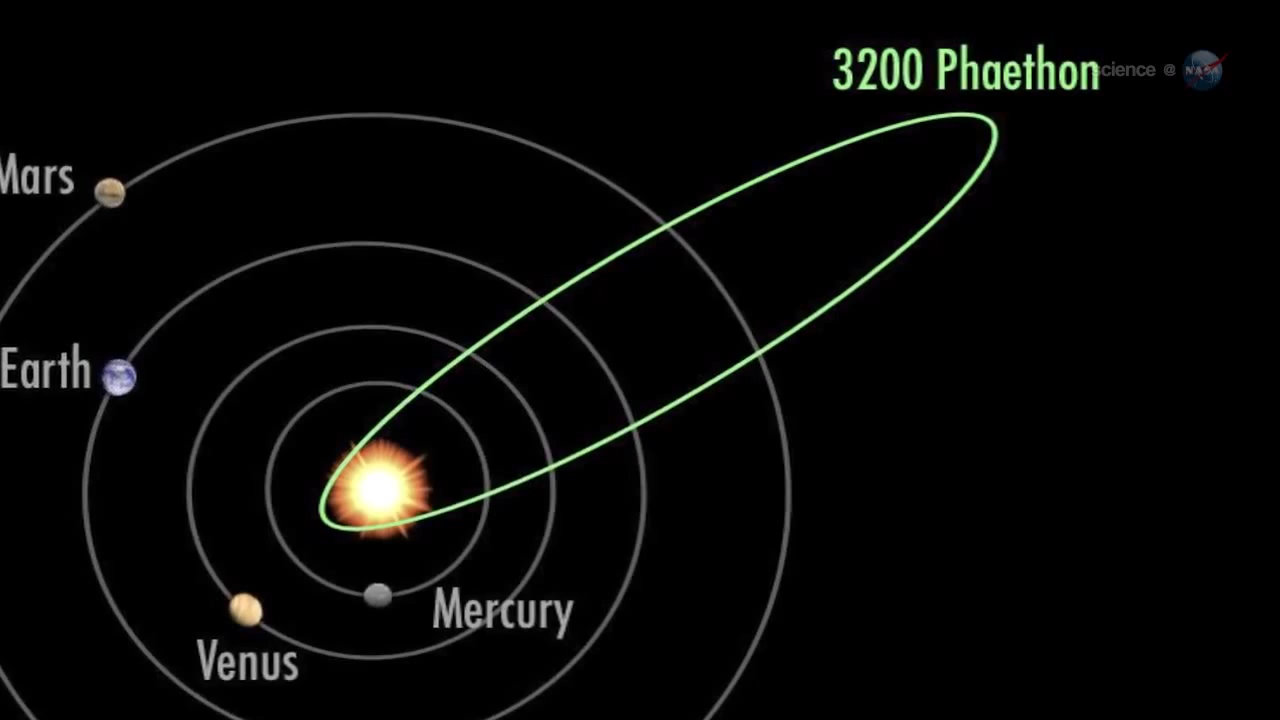 3200 Phaethon
science @ NASA
Mars
Earth
Mercury
Venus